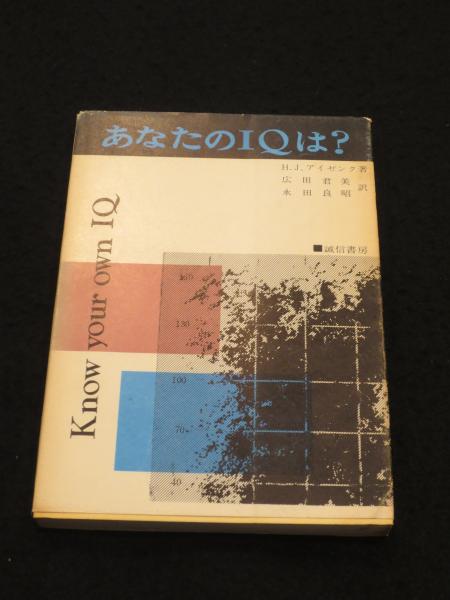 あなたのIQは?
H.J.アイゼンク著
広田君美
永田良昭 訳
■誠信書房
Know your own IQ
160
130
100
70
40